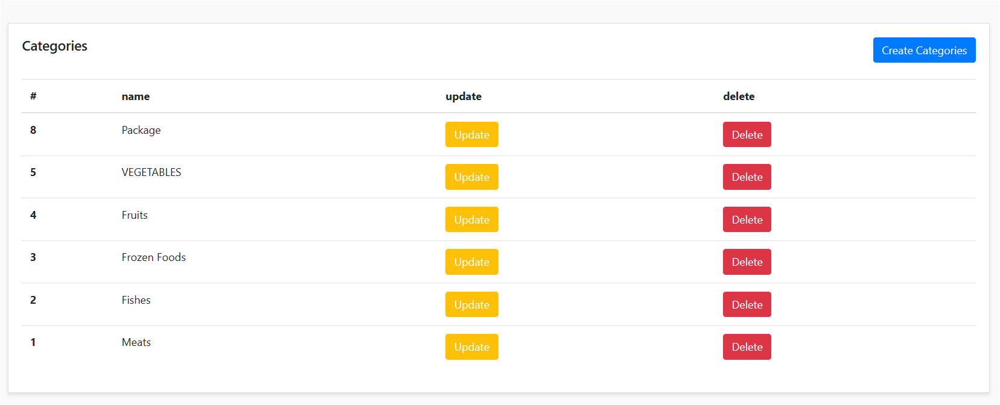 Categories
Create Categories
# name update delete
8 Package Update Delete
5 VEGETABLES Update Delete
4 Fruits Update Delete
3 Frozen Foods Update Delete
2 Fishes Update Delete
1 Meats Update Delete